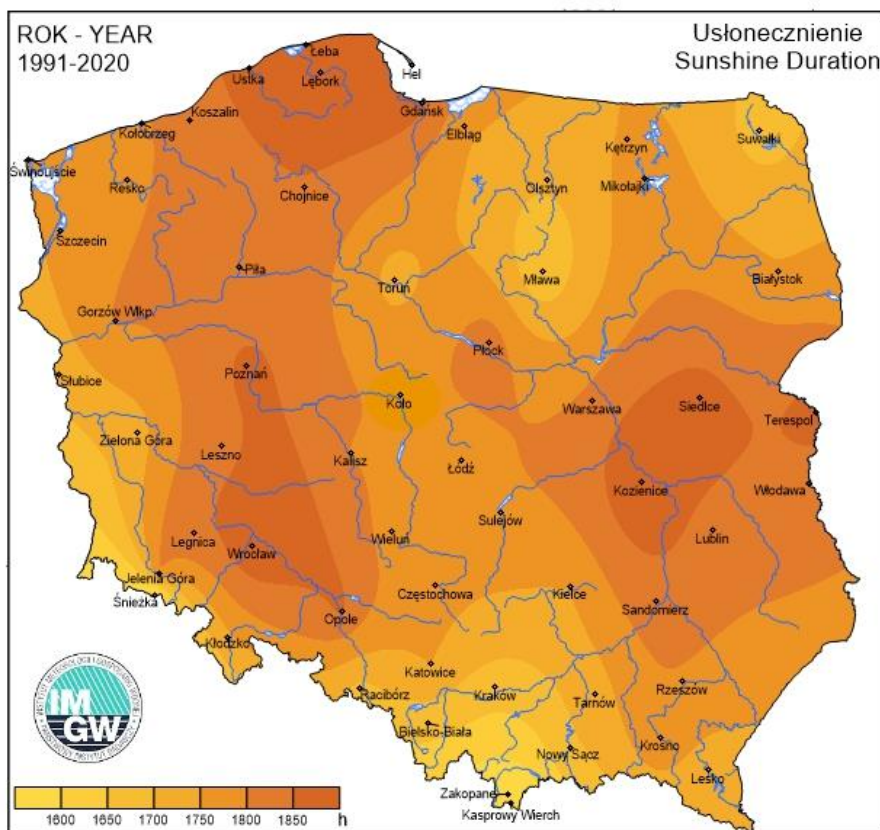 ROK - YEAR
1991-2020
Usłonecznienie
Sunshine Duration
Łeba
Ustka
Lębork
Hel
Koszalin
Gdańsk
Kołobrzeg
Elbląg
Suwałki
Kętrzyn
Świnoujście
Resko
Chojnice
Olsztyn
Mikołajki
Szczecin
Piła
Toruń
Mława
Białystok
Gorzów Wlkp.
Płock
Poznań
Słubice
Koło
Warszawa
Siedlce
Terespol
Zielona Góra
Leszno
Kalisz
Łódź
Kozienice
Włodawa
Sulejów
Legnica
Wrocław
Wieluń
Lublin
Jelenia Góra
Śnieżka
Częstochowa
Kielce
Sandomierz
Opole
Kłodzko
Katowice
Racibórz
Kraków
Tarnów
Rzeszów
Bielsko-Biała
Nowy Sącz
Krosno
Lesko
Zakopane
Kasprowy Wierch
IM
GW
1600 1650 1700 1750 1800 1850 h